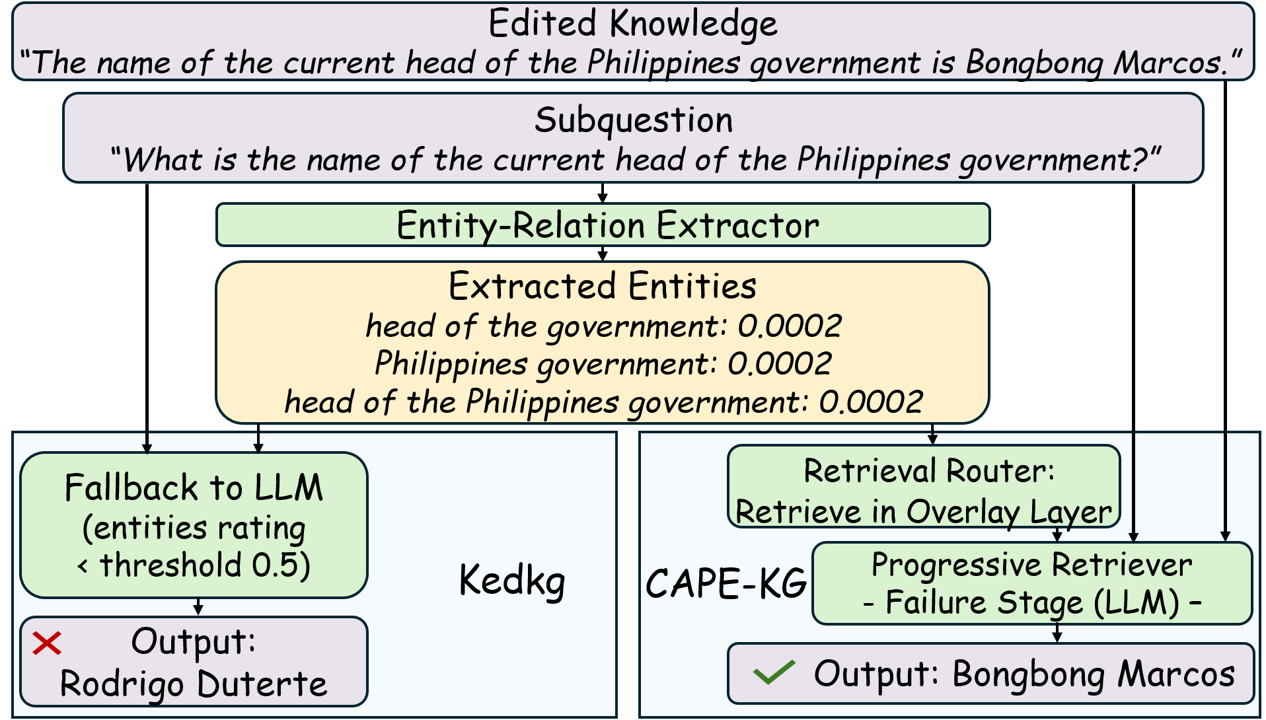 Edited Knowledge
“The name of the current head of the Philippines government is Bongbong Marcos.”
Subquestion
“What is the name of the current head of the Philippines government?”
Entity-Relation Extractor
Extracted Entities
head of the government: 0.0002
Philippines government: 0.0002
head of the Philippines government: 0.0002
Fallback to LLM
(entities rating
< threshold 0.5)
Output:
Rodrigo Duterte
Kedkg
CAPE-KG
Retrieval Router:
Retrieve in Overlay Layer
Progressive Retriever
- Failure Stage (LLM) –
Output: Bongbong Marcos